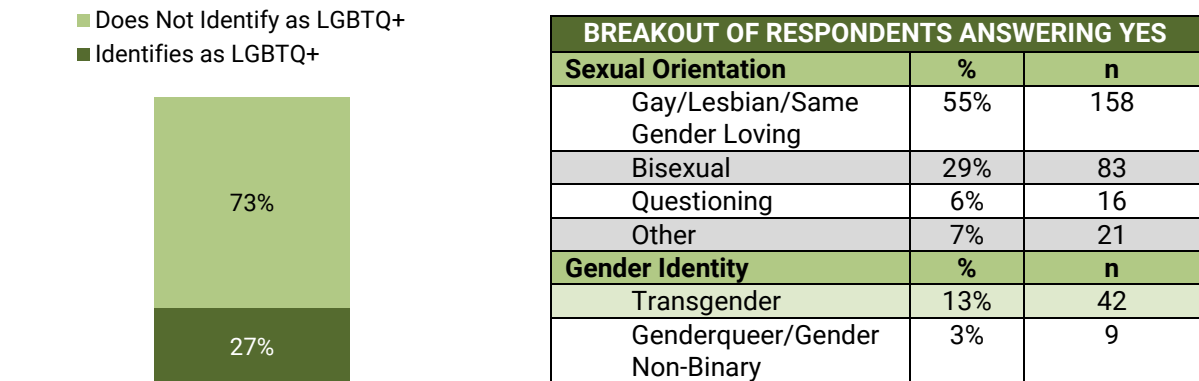 Does Not Identify as LGBTQ+
Identifies as LGBTQ+
73%
27%
BREAKOUT OF RESPONDENTS ANSWERING YES
Sexual Orientation % n
Gay/Lesbian/Same 55% 158
Gender Loving
Bisexual 29% 83
Questioning 6% 16
Other 7% 21
Gender Identity % n
Transgender 13% 42
Genderqueer/Gender 3% 9
Non-Binary